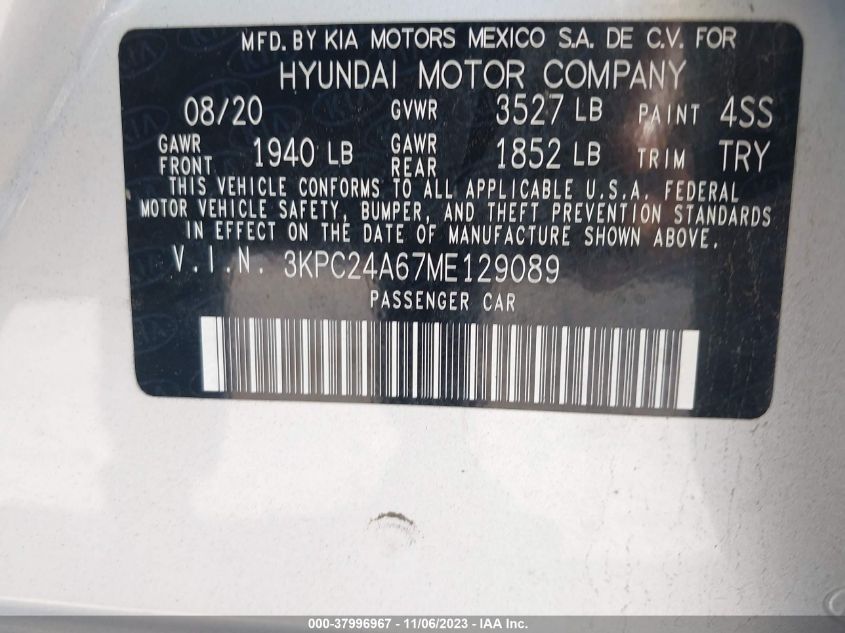 MFD. BY KIA MOTORS MEXICO S.A. DE C.V. FOR
HYUNDAI MOTOR COMPANY
08/20 GVWR 3527 LB PAINT 4SS
GAWR FRONT 1940 LB GAWR REAR 1852 LB TRIM TRY
THIS VEHICLE CONFORMS TO ALL APPLICABLE U.S.A. FEDERAL
MOTOR VEHICLE SAFETY, BUMPER, AND THEFT PREVENTION STANDARDS
IN EFFECT ON THE DATE OF MANUFACTURE SHOWN ABOVE.
V.I.N. 3KPC24A67ME129089
PASSENGER CAR
000-37996967 - 11/06/2023 - IAA Inc.